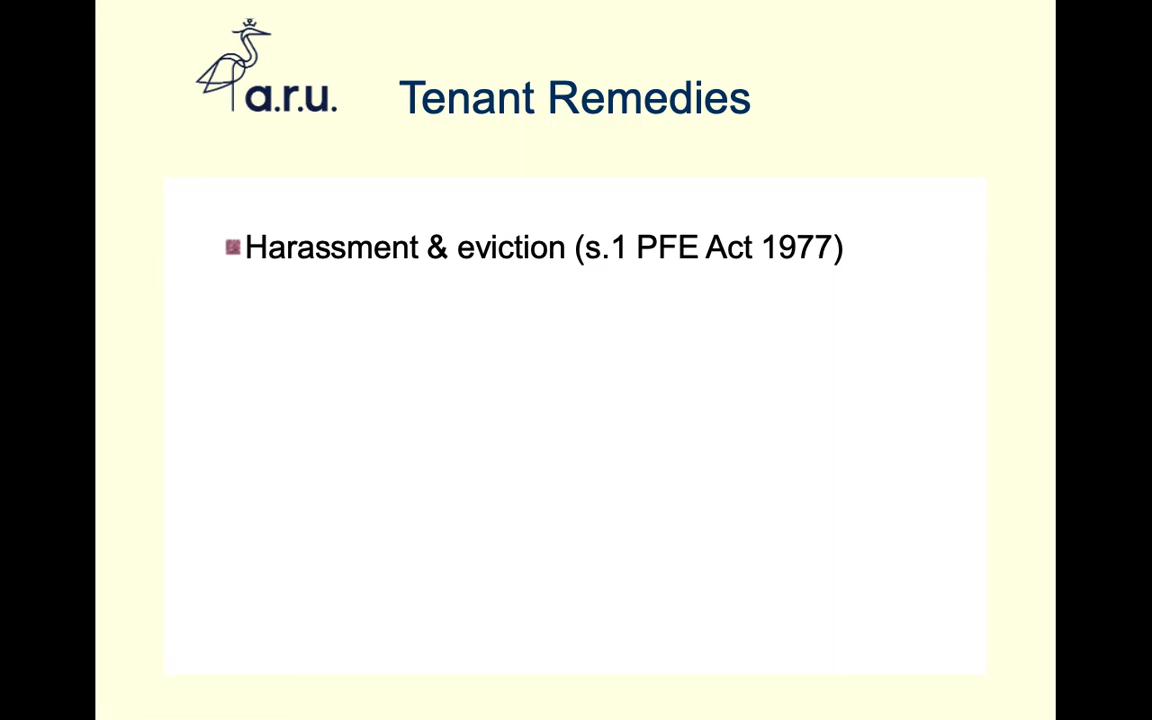 a.r.u.
Tenant Remedies
Harassment & eviction (s.1 PFE Act 1977)